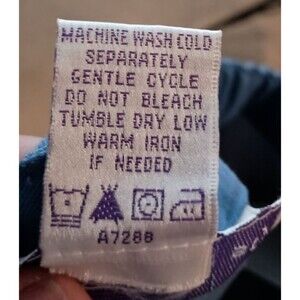 MACHINE WASH COLD
SEPARATELY
GENTLE CYCLE
DO NOT BLEACH
TUMBLE DRY LOW
WARM IRON
IF NEEDED
A7288